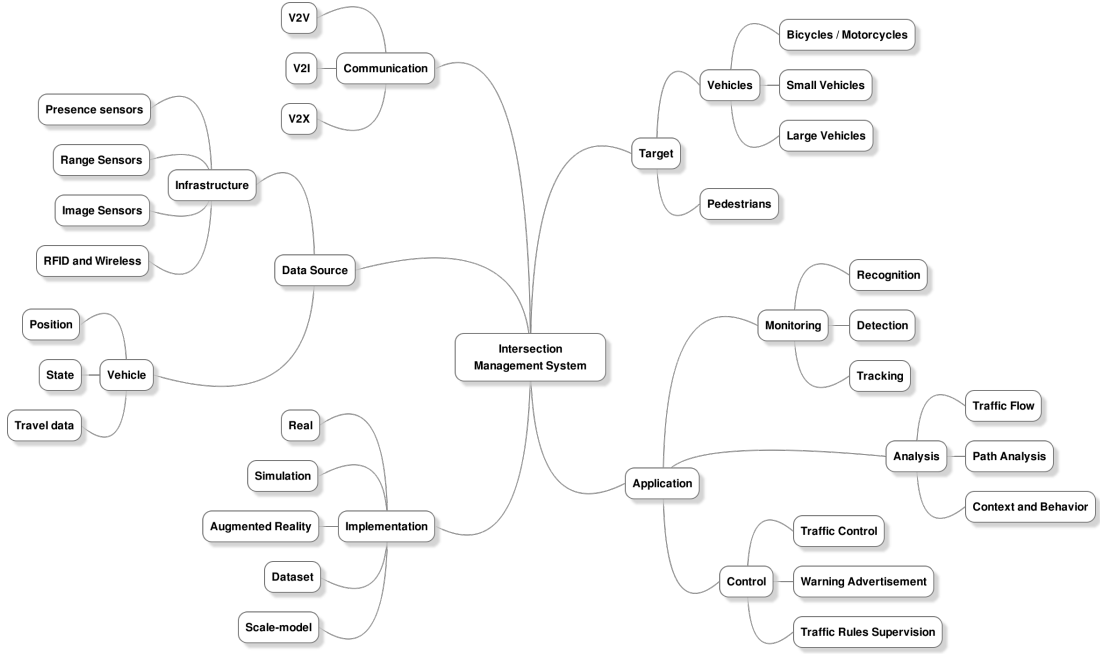 Intersection
Management System
Communication
V2V
V2I
V2X
Data Source
Infrastructure
Presence sensors
Range Sensors
Image Sensors
RFID and Wireless
Vehicle
Position
State
Travel data
Implementation
Real
Simulation
Augmented Reality
Dataset
Scale-model
Target
Vehicles
Bicycles / Motorcycles
Small Vehicles
Large Vehicles
Pedestrians
Application
Monitoring
Recognition
Detection
Tracking
Analysis
Traffic Flow
Path Analysis
Context and Behavior
Control
Traffic Control
Warning Advertisement
Traffic Rules Supervision